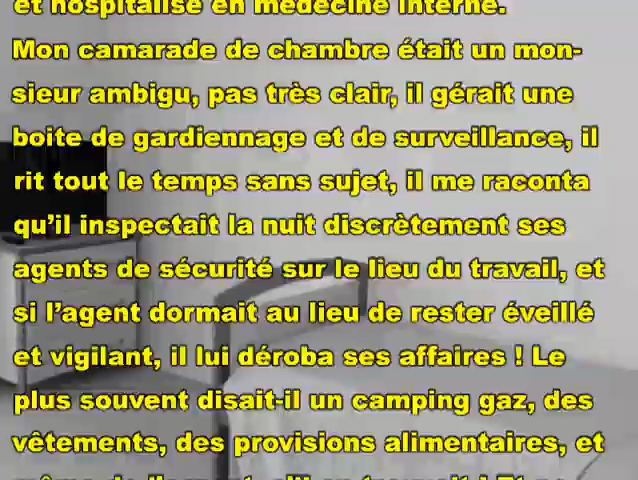 et hospitalisé en médecine interne.
Mon camarade de chambre était un mon-
sieur ambigu, pas très clair, il gérait une
boite de gardiennage et de surveillance, il
rit tout le temps sans sujet, il me raconta
qu'il inspectait la nuit discrètement ses
agents de sécurité sur le lieu du travail, et
si l'agent dormait au lieu de rester éveillé
et vigilant, il lui déroba ses affaires ! Le
plus souvent disait-il un camping gaz, des
vêtements, des provisions alimentaires, et